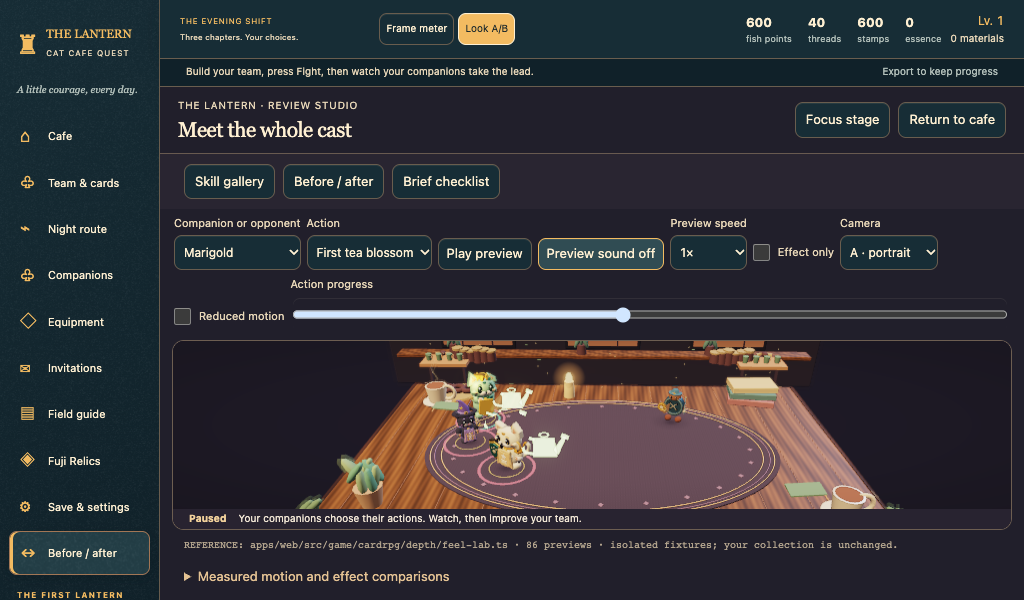 THE LANTERN
CAT CAFE QUEST
A little courage, every day.
Cafe
Team & cards
Night route
Companions
Equipment
Invitations
Field guide
Fuji Relics
Save & settings
Before / after
THE FIRST LANTERN
THE EVENING SHIFT
Three chapters. Your choices.
Frame meter
Look A/B
600 fish points
40 threads
600 stamps
0 essence
Lv. 1
0 materials
Build your team, press Fight, then watch your companions take the lead.
Export to keep progress
THE LANTERN · REVIEW STUDIO
Meet the whole cast
Focus stage
Return to cafe
Skill gallery
Before / after
Brief checklist
Companion or opponent
Marigold
Action
First tea blossom
Play preview
Preview sound off
Preview speed
1×
Effect only
Camera
A · portrait
Reduced motion
Action progress
Paused
Your companions choose their actions. Watch, then improve your team.
REFERENCE: apps/web/src/game/cardrpg/depth/feel-lab.ts · 86 previews · isolated fixtures; your collection is unchanged.
Measured motion and effect comparisons